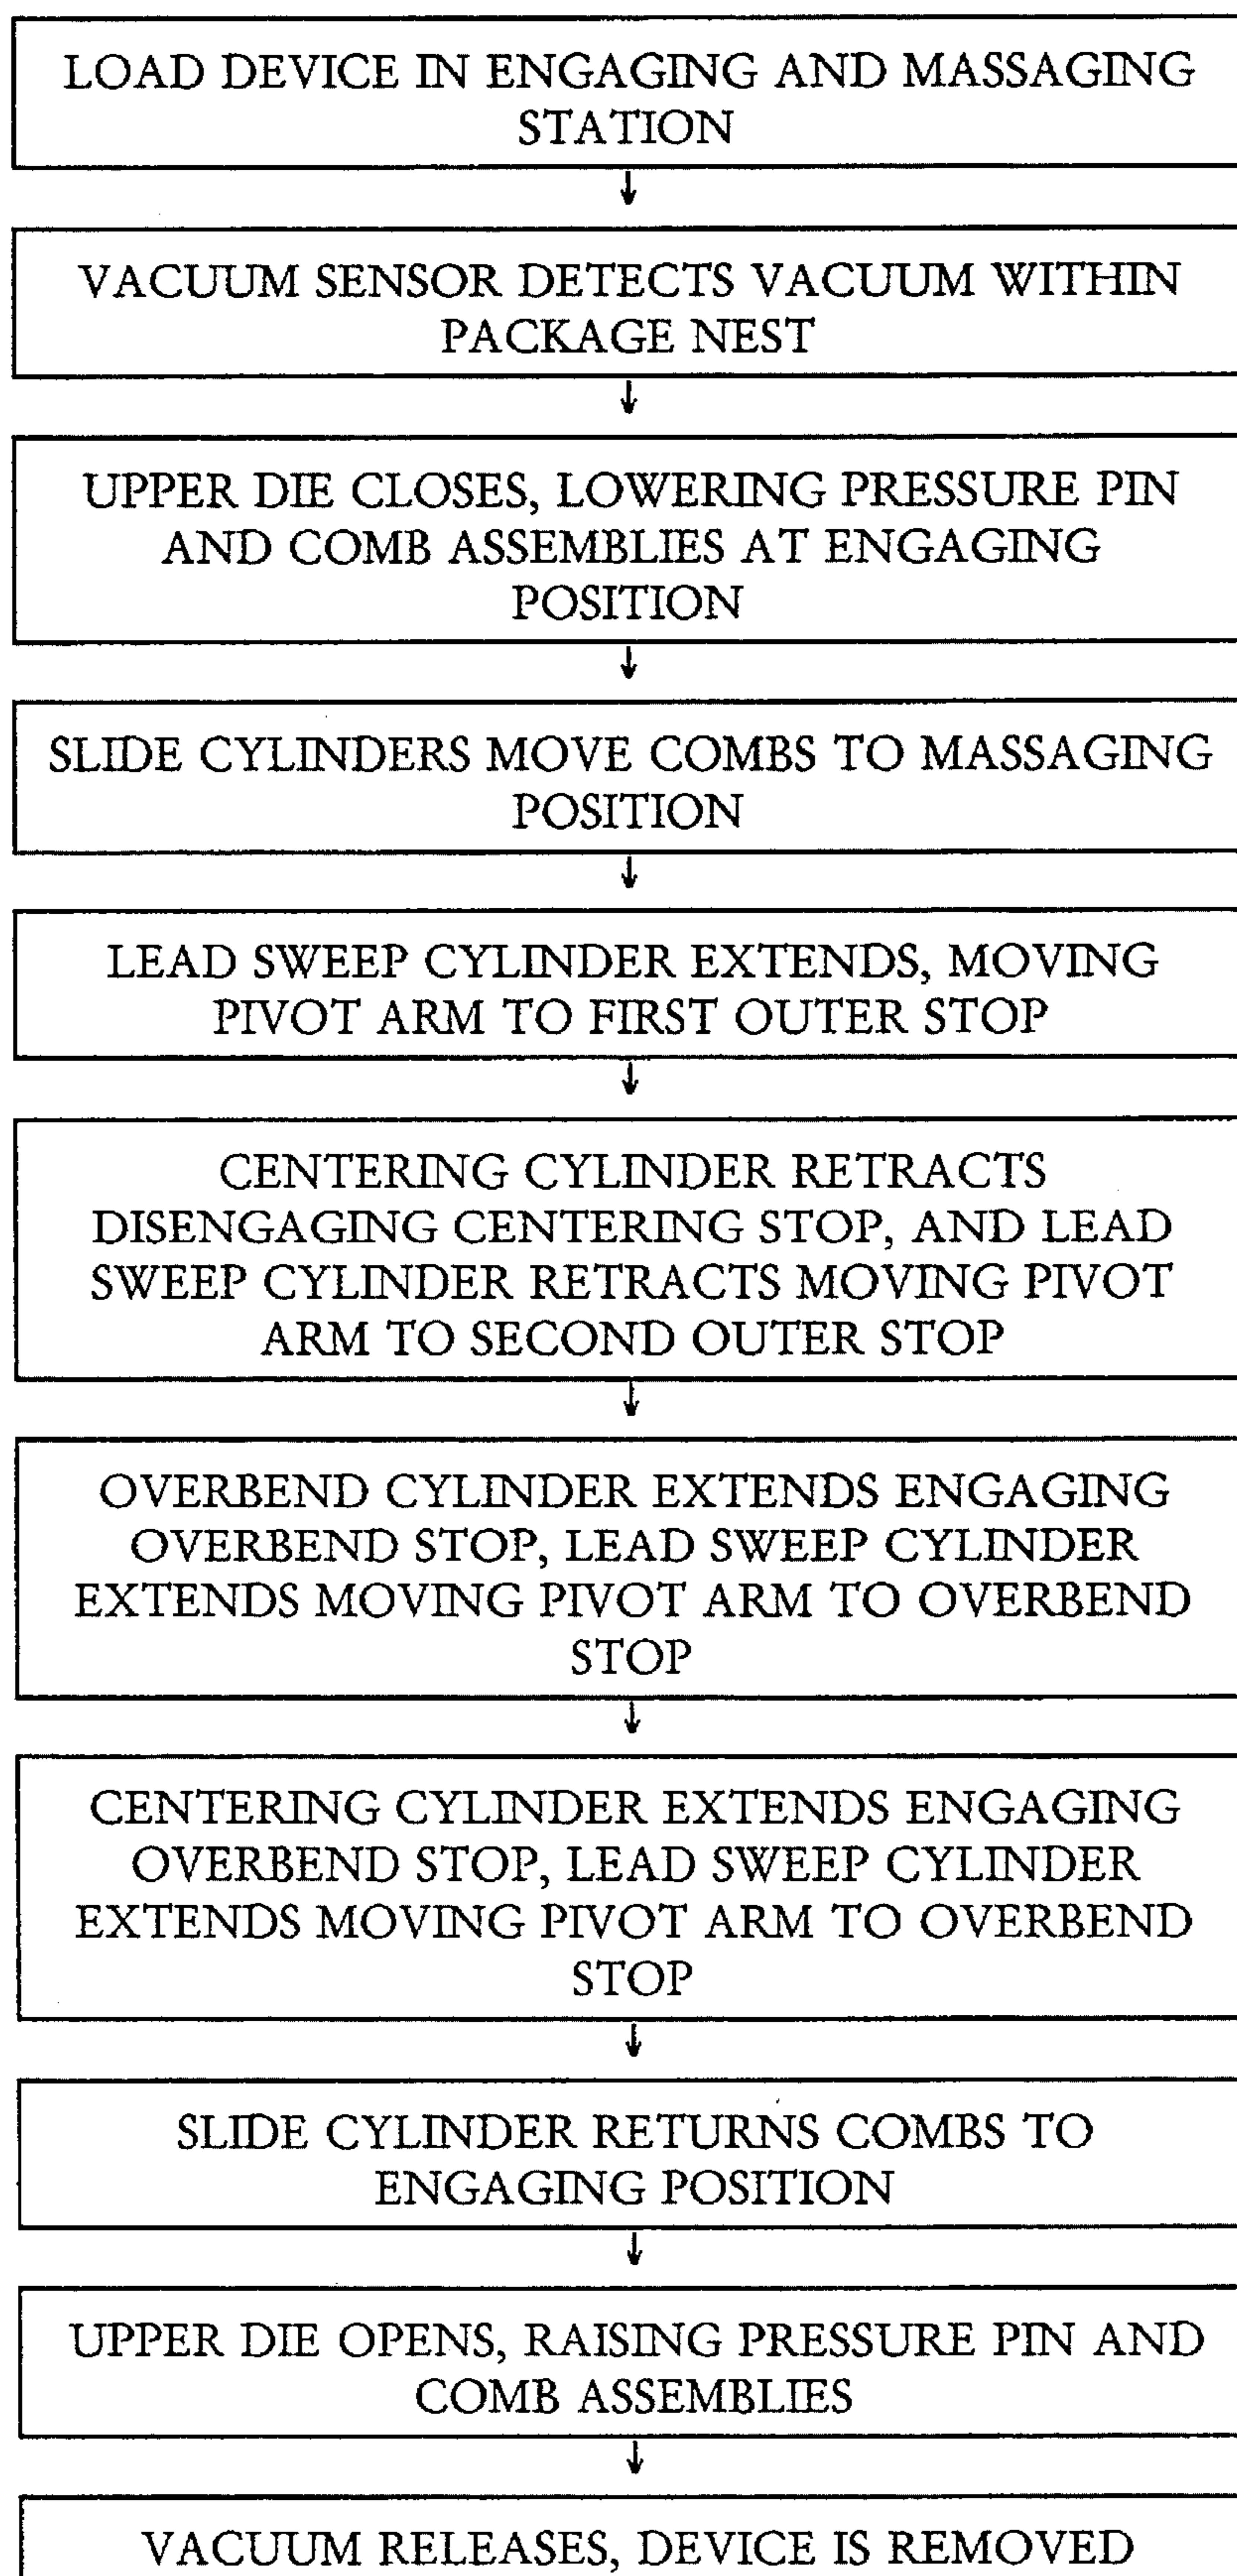 LOAD DEVICE IN ENGAGING AND MASSAGING
STATION
VACUUM SENSOR DETECTS VACUUM WITHIN
PACKAGE NEST
UPPER DIE CLOSES, LOWERING PRESSURE PIN
AND COMB ASSEMBLIES AT ENGAGING
POSITION
SLIDE CYLINDERS MOVE COMBS TO MASSAGING
POSITION
LEAD SWEEP CYLINDER EXTENDS, MOVING
PIVOT ARM TO FIRST OUTER STOP
CENTERING CYLINDER RETRACTS
DISENGAGING CENTERING STOP, AND LEAD
SWEEP CYLINDER RETRACTS MOVING PIVOT
ARM TO SECOND OUTER STOP
OVERBEND CYLINDER EXTENDS ENGAGING
OVERBEND STOP, LEAD SWEEP CYLINDER
EXTENDS MOVING PIVOT ARM TO OVERBEND
STOP
CENTERING CYLINDER EXTENDS ENGAGING
OVERBEND STOP, LEAD SWEEP CYLINDER
EXTENDS MOVING PIVOT ARM TO OVERBEND
STOP
SLIDE CYLINDER RETURNS COMBS TO
ENGAGING POSITION
UPPER DIE OPENS, RAISING PRESSURE PIN AND
COMB ASSEMBLIES
VACUUM RELEASES, DEVICE IS REMOVED